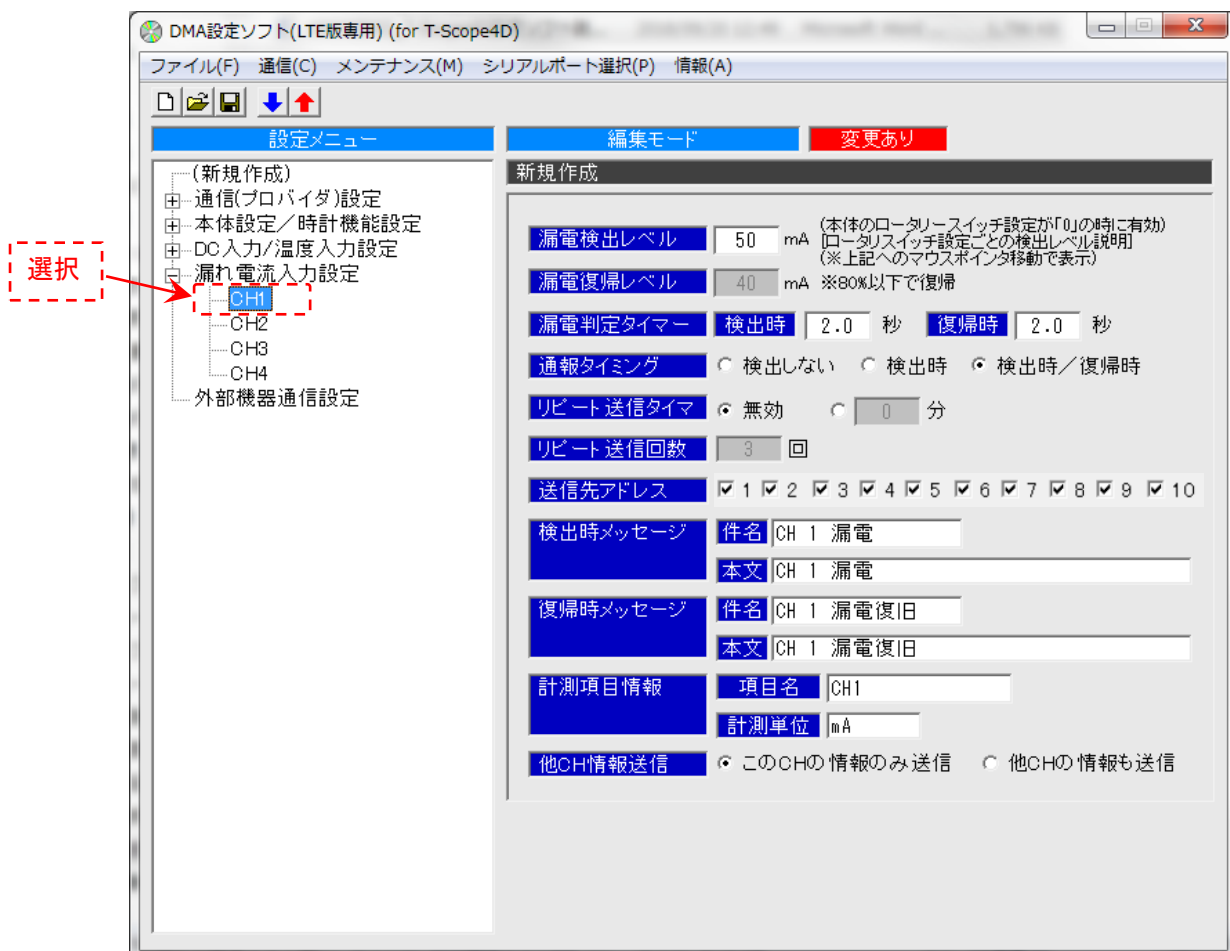 DMA設定ソフト(LTE版専用) (for T-Scope4D)
ファイル(F) 通信(C) メンテナンス(M) シリアルポート選択(P) 情報(A)
設定メニュー 編集モード 変更あり
(新規作成)
通信(プロバイダ)設定
本体設定/時計機能設定
DC入力/温度入力設定
漏れ電流入力設定
CH1
CH2
CH3
CH4
外部機器通信設定
選択
新規作成
漏電検出レベル 50 mA (本体のロータリースイッチ設定が「0」の時に有効)
[ロータリスイッチ設定ごとの検出レベル説明]
(※上記へのマウスポインタ移動で表示)
漏電復帰レベル 40 mA ※80%以下で復帰
漏電判定タイマー 検出時 2.0 秒 復帰時 2.0 秒
通報タイミング 検出しない 検出時 検出時/復帰時
リピート送信タイマ 無効 0 分
リピート送信回数 3 回
送信先アドレス 1 2 3 4 5 6 7 8 9 10
検出時メッセージ 件名 CH 1 漏電
本文 CH 1 漏電
復帰時メッセージ 件名 CH 1 漏電復旧
本文 CH 1 漏電復旧
計測項目情報 項目名 CH1
計測単位 mA
他CH情報送信 このCHの情報のみ送信 他CHの情報も送信